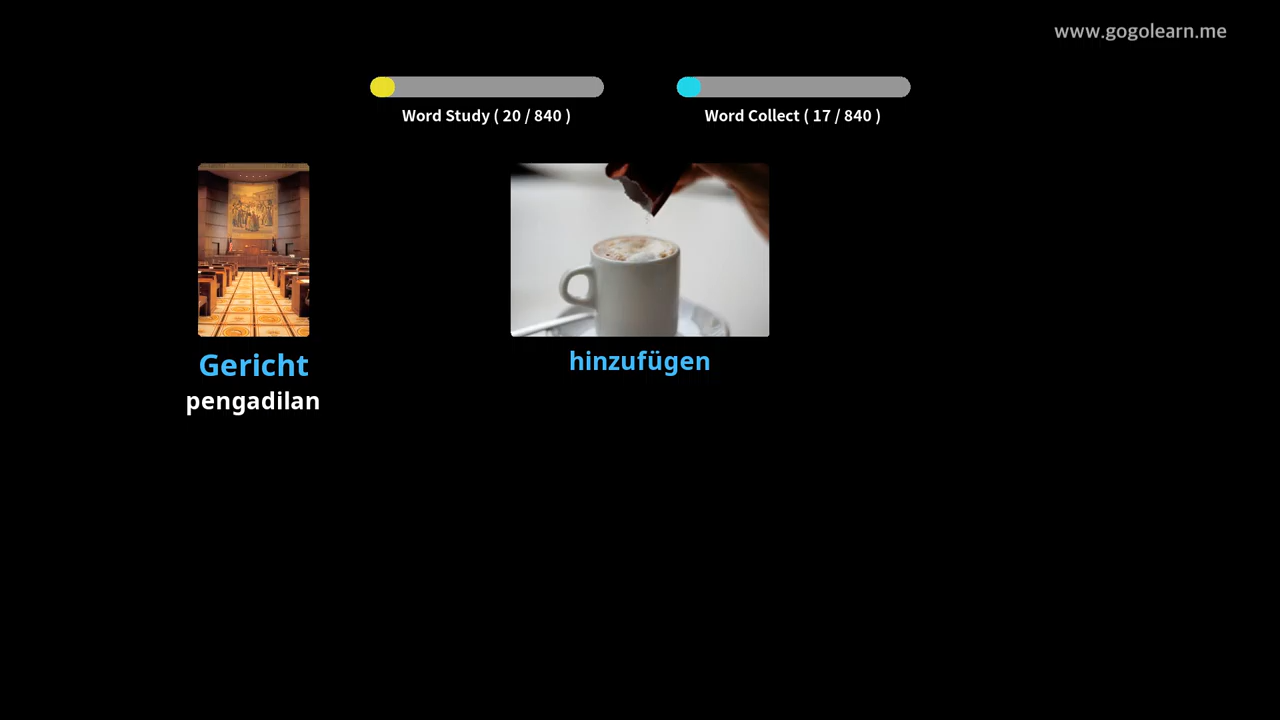 www.gogolearn.me
Word Study ( 20 / 840 )
Word Collect ( 17 / 840 )
Gericht
pengadilan
hinzufügen